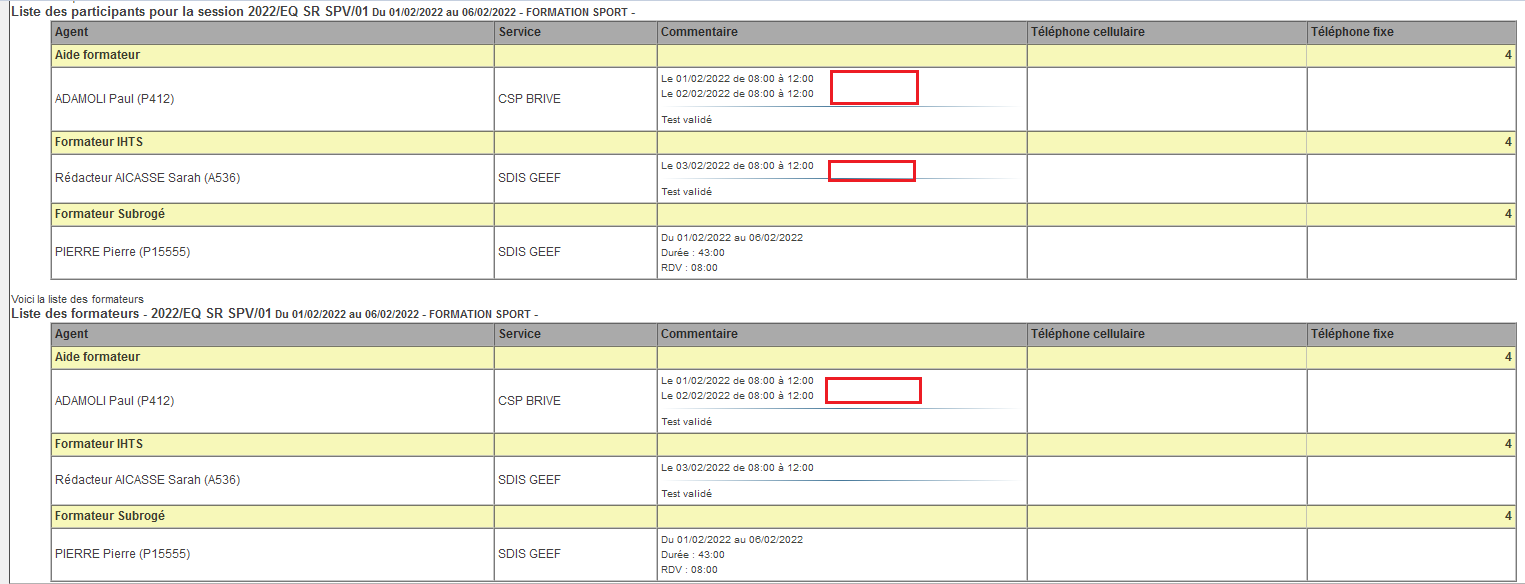 Liste des participants pour la session 2022/EQ SR SPV/01 Du 01/02/2022 au 06/02/2022 - FORMATION SPORT -
Agent Service Commentaire Téléphone cellulaire Téléphone fixe
Aide formateur 4
ADAMOLI Paul (P412) CSP BRIVE Le 01/02/2022 de 08:00 à 12:00
Le 02/02/2022 de 08:00 à 12:00
Test validé
Formateur IHTS 4
Rédacteur AICASSE Sarah (A536) SDIS GEEF Le 03/02/2022 de 08:00 à 12:00
Test validé
Formateur Subrogé 4
PIERRE Pierre (P15555) SDIS GEEF Du 01/02/2022 au 06/02/2022
Durée : 43:00
RDV : 08:00
Voici la liste des formateurs
Liste des formateurs - 2022/EQ SR SPV/01 Du 01/02/2022 au 06/02/2022 - FORMATION SPORT -
Agent Service Commentaire Téléphone cellulaire Téléphone fixe
Aide formateur 4
ADAMOLI Paul (P412) CSP BRIVE Le 01/02/2022 de 08:00 à 12:00
Le 02/02/2022 de 08:00 à 12:00
Test validé
Formateur IHTS 4
Rédacteur AICASSE Sarah (A536) SDIS GEEF Le 03/02/2022 de 08:00 à 12:00
Test validé
Formateur Subrogé 4
PIERRE Pierre (P15555) SDIS GEEF Du 01/02/2022 au 06/02/2022
Durée : 43:00
RDV : 08:00